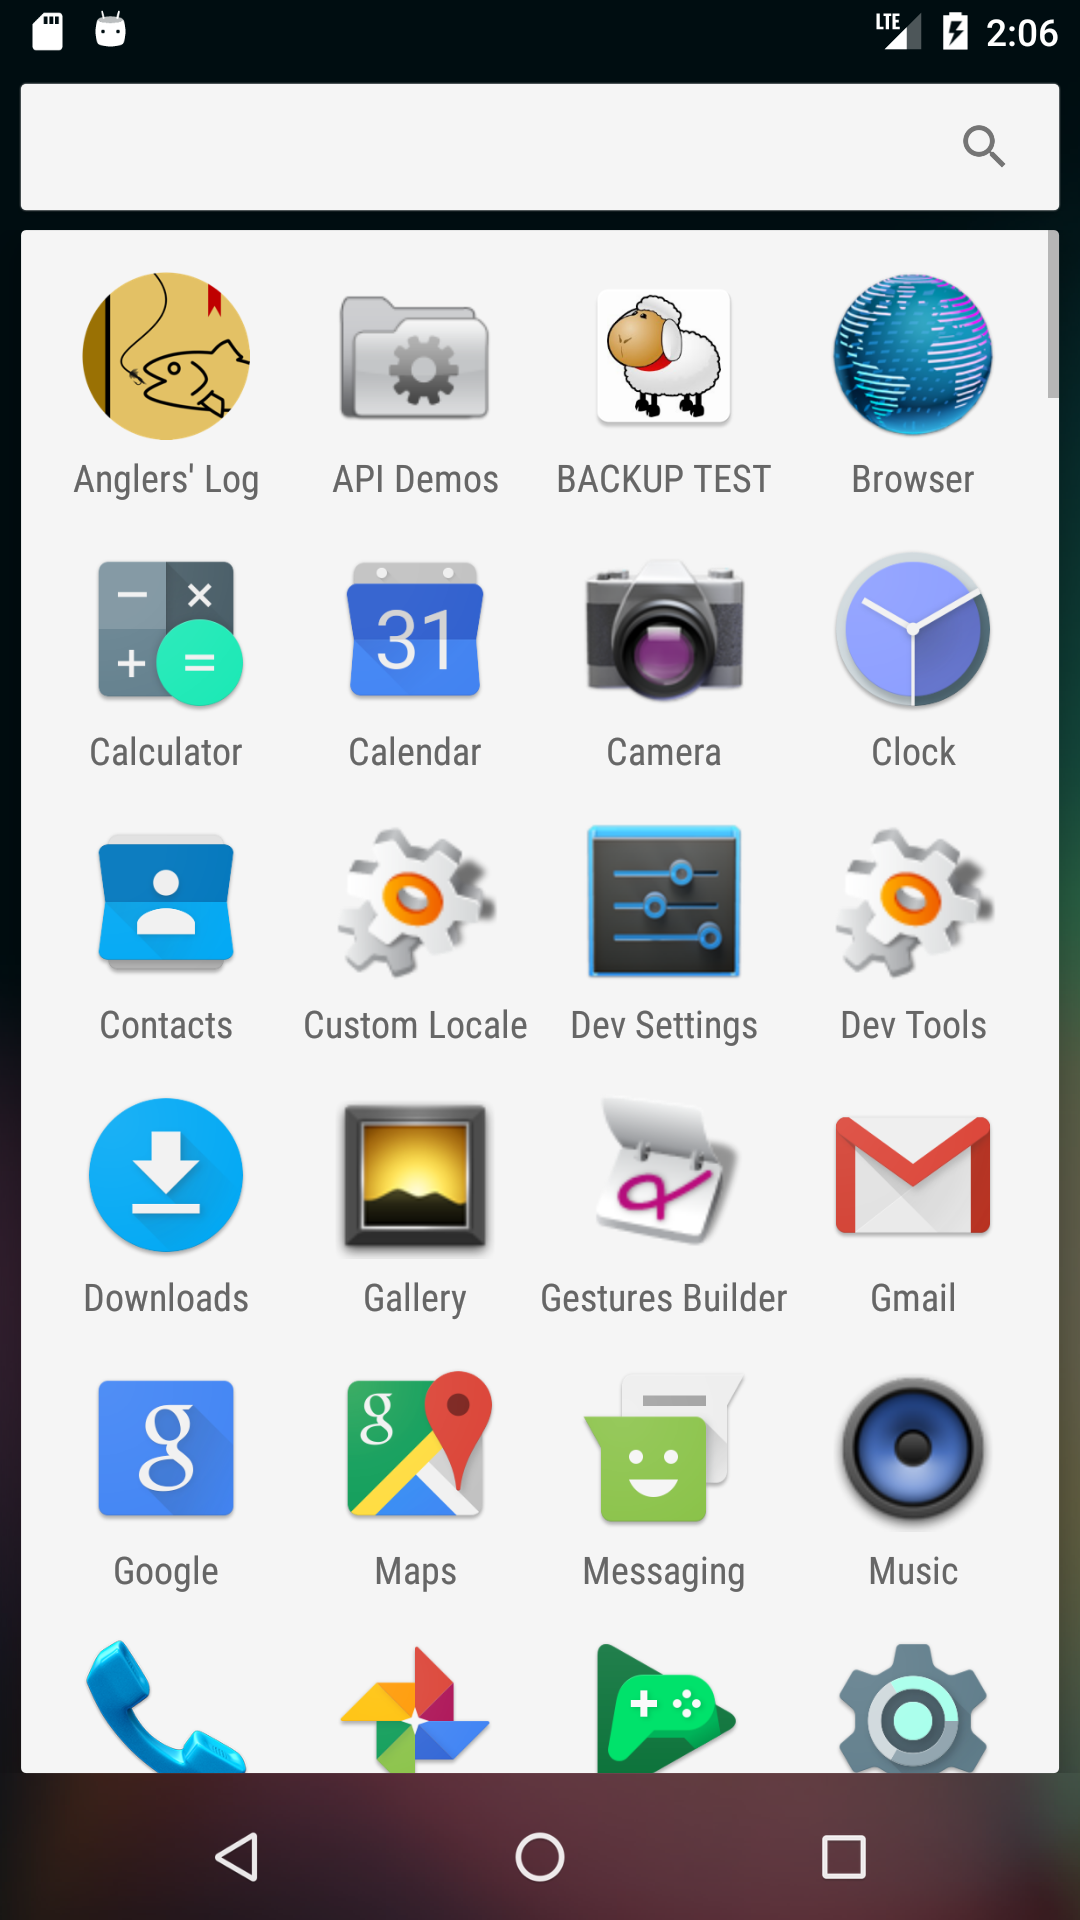 LTE 2:06
Anglers' Log API Demos BACKUP TEST Browser
31
Calculator Calendar Camera Clock
Contacts Custom Locale Dev Settings Dev Tools
Downloads Gallery Gestures Builder Gmail
g g
Google Maps Messaging Music